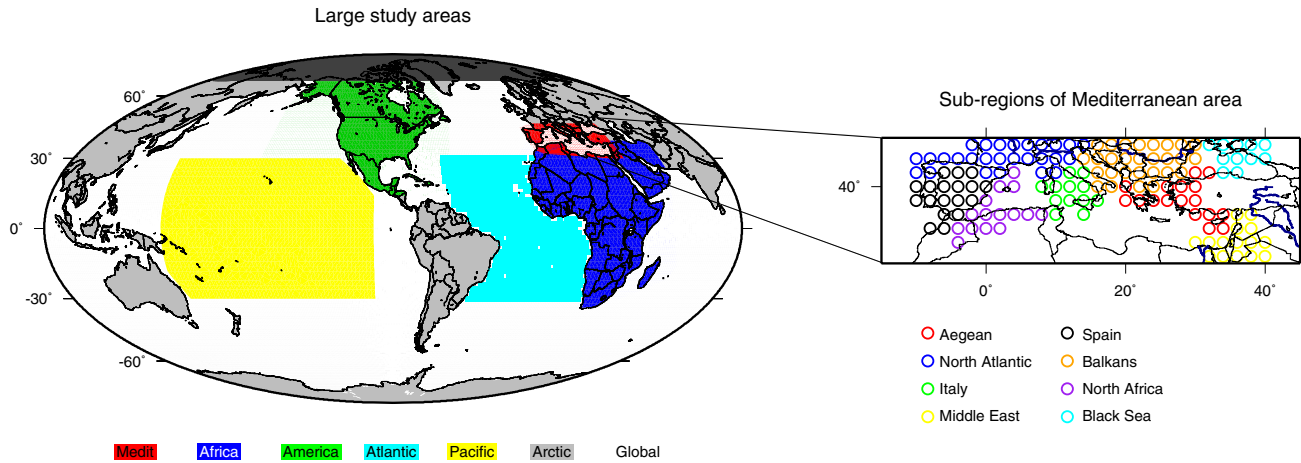 Large study areas
60°
30°
0°
-30°
-60°
Medit Africa America Atlantic Pacific Arctic Global
Sub-regions of Mediterranean area
40°
0° 20° 40°
Aegean Spain
North Atlantic Balkans
Italy North Africa
Middle East Black Sea